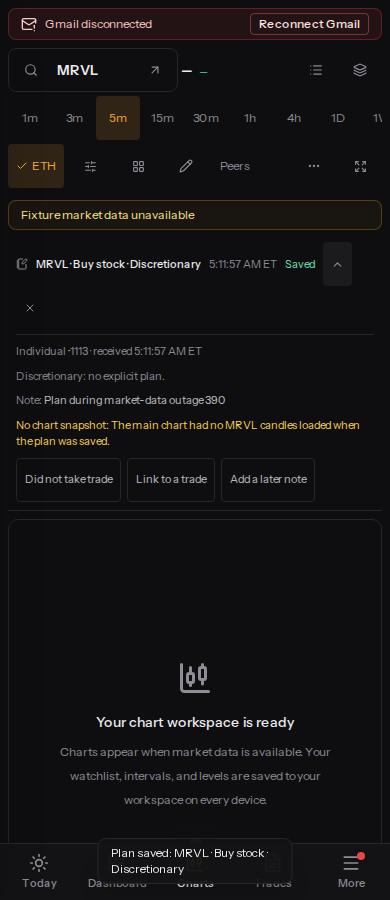 Gmail disconnected
Reconnect Gmail
MRVL
1m 3m 5m 15m 30m 1h 4h 1D
ETH
Peers
Fixture market data unavailable
MRVL · Buy stock · Discretionary 5:11:57 AM ET Saved
Individual · 1113 · received 5:11:57 AM ET
Discretionary: no explicit plan.
Note: Plan during market-data outage 390
No chart snapshot: The main chart had no MRVL candles loaded when
the plan was saved.
Did not take trade
Link to a trade
Add a later note
Your chart workspace is ready
Charts appear when market data is available. Your
watchlist, intervals, and levels are saved to your
workspace on every device.
Plan saved: MRVL · Buy stock ·
Discretionary
Today Dashboard Charts Trades More